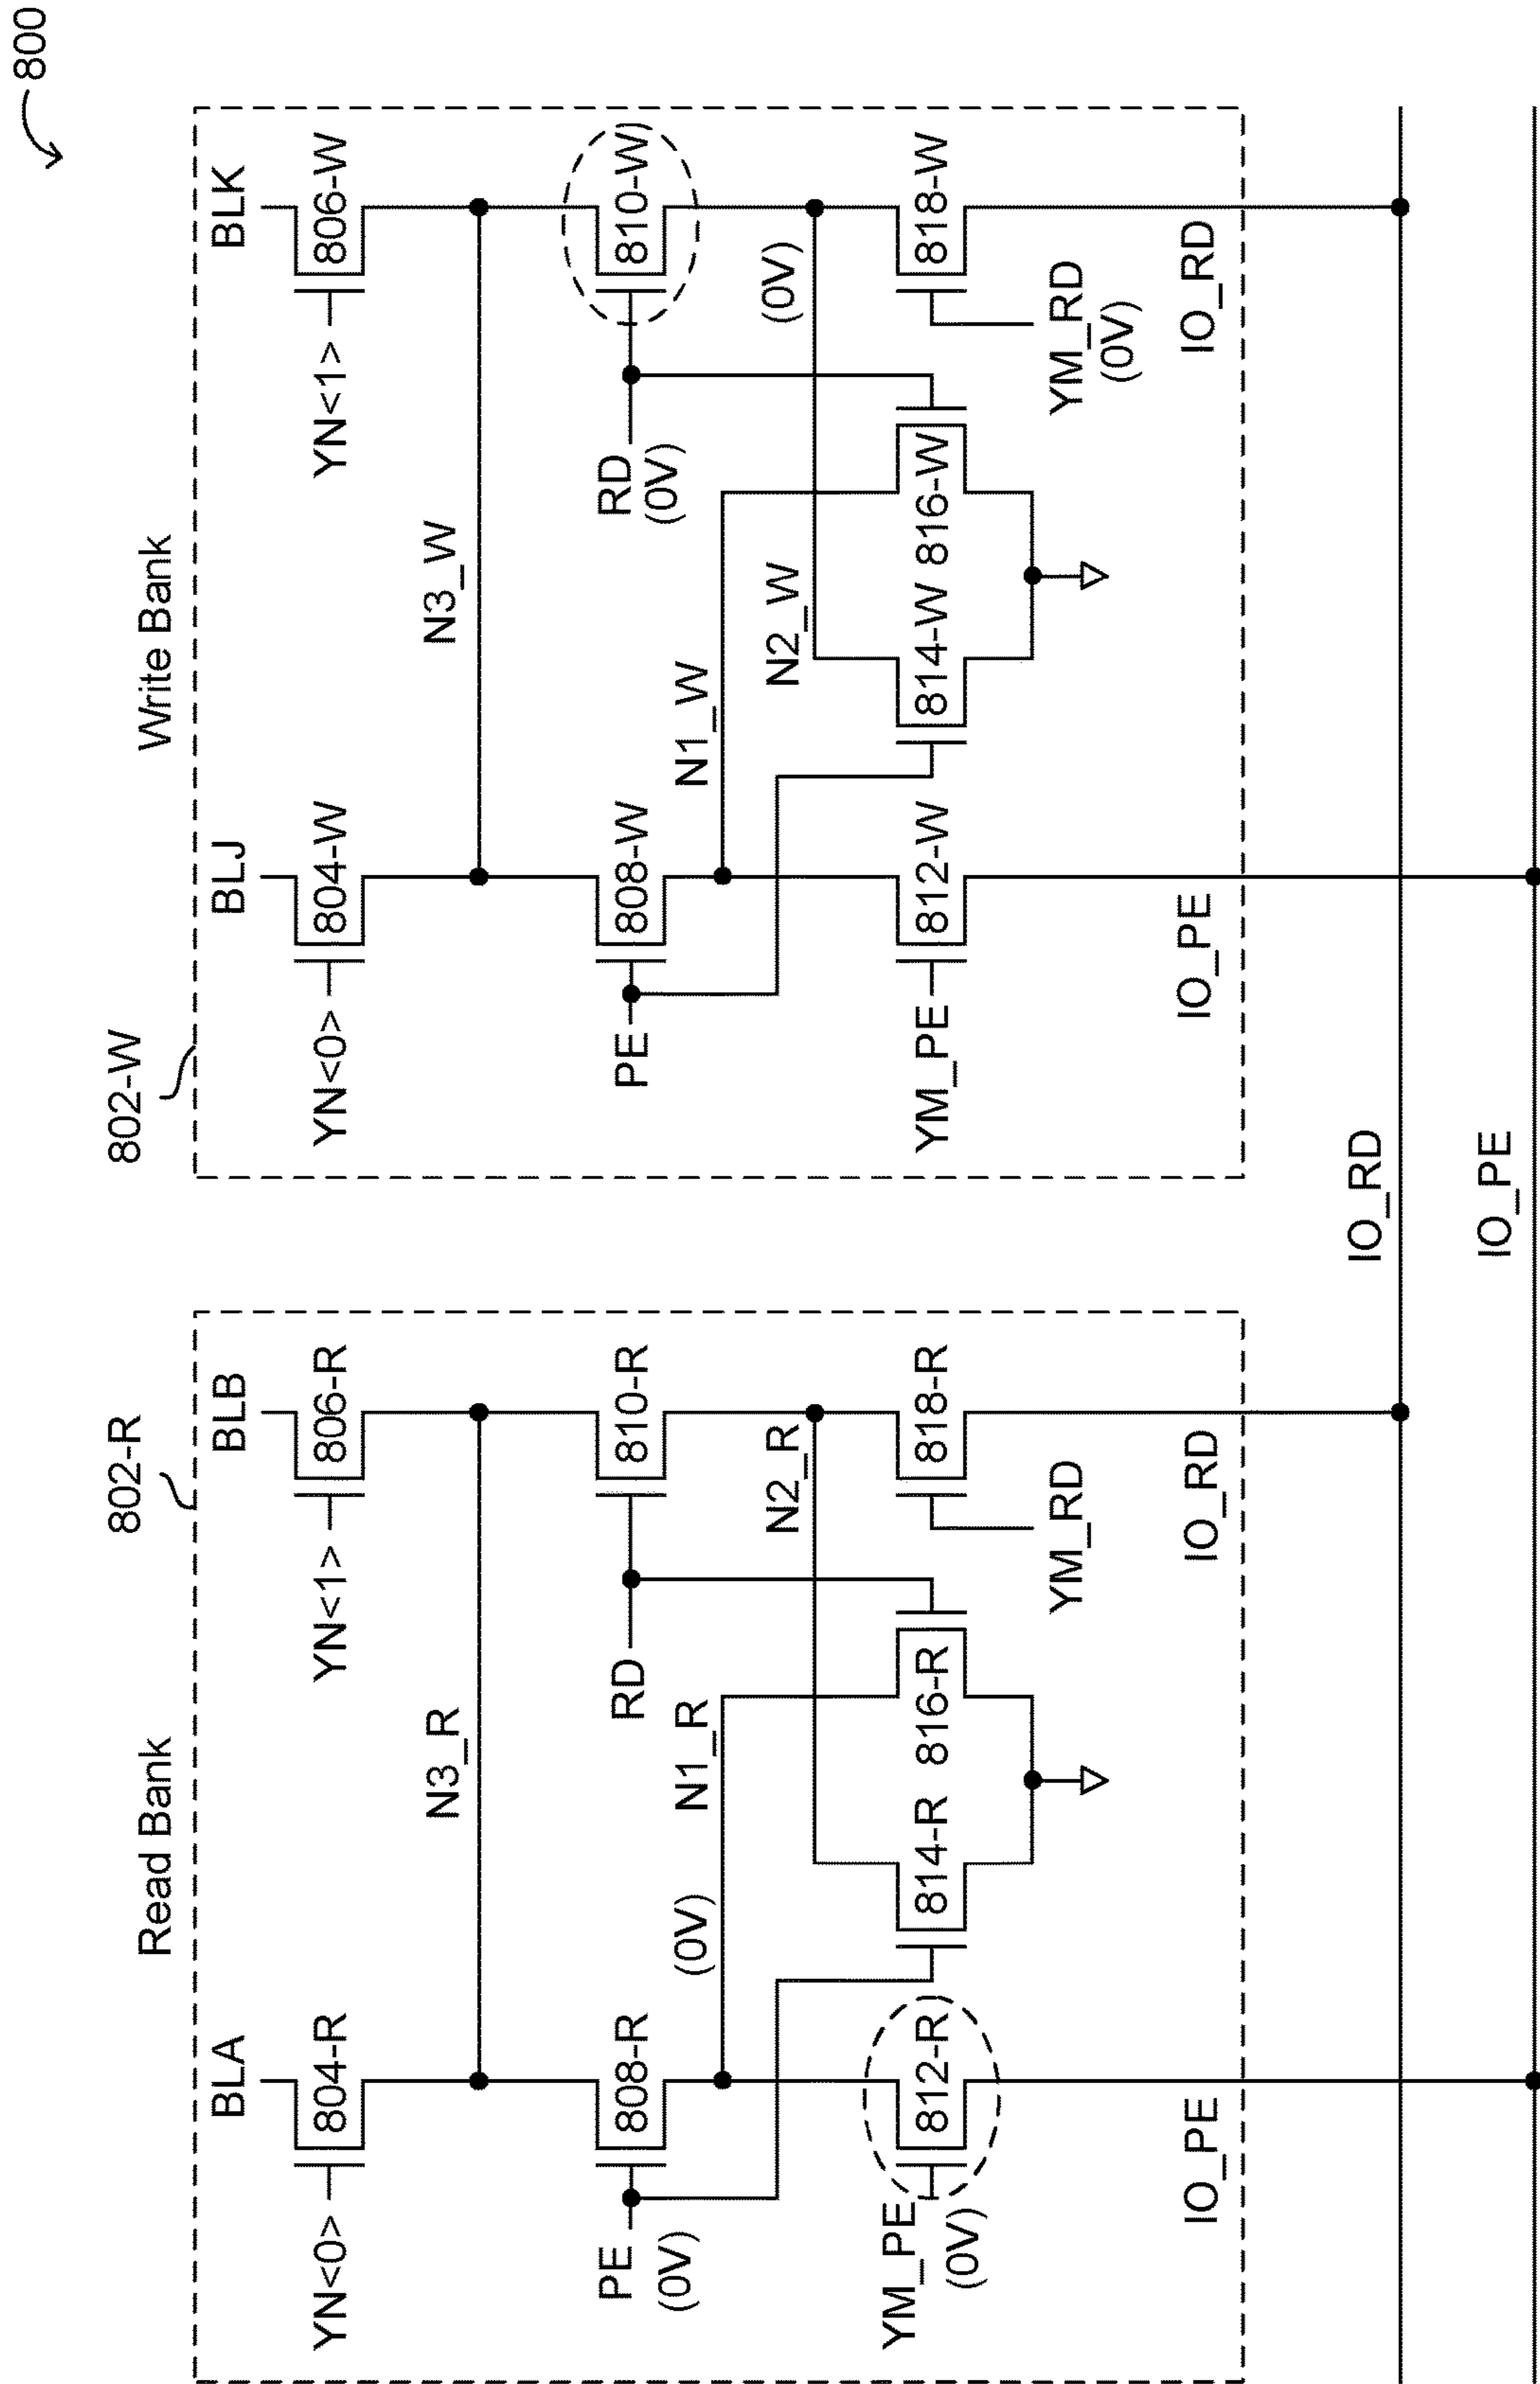 800
Read Bank
802-R
BLA
BLB
YN<0>
804-R
YN<1>
806-R
N3_R
PE
(0V)
808-R
RD
810-R
(0V)
N1_R
N2_R
YM_PE
(0V)
812-R
814-R
816-R
818-R
YM_RD
IO_PE
IO_RD
Write Bank
802-W
BLJ
BLK
YN<0>
804-W
YN<1>
806-W
N3_W
PE
808-W
RD
(0V)
810-W
N1_W
N2_W
(0V)
YM_PE
812-W
814-W
816-W
818-W
YM_RD
(0V)
IO_PE
IO_RD
IO_RD
IO_PE